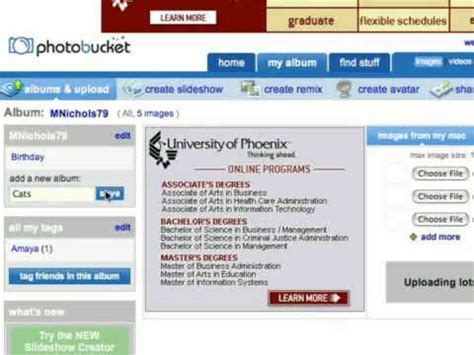 LEARN MORE
graduate
flexible schedules
photobucket
home
my album
find stuff
images
videos
albums & upload
create slideshow
create remix
create avatar
Album: MNichols79 ( All, 5 images )
MNichols79 edit
Birthday
add a new album:
Cats
save
all my tags edit
Amaya (1)
tag friends in this album
what's new
Try the NEW
Slideshow Creator
University of Phoenix
Thinking ahead.
ONLINE PROGRAMS
ASSOCIATE'S DEGREES
Associate of Arts in Business
Associate of Arts in Health Care Administration
Associate of Arts in Information Technology
BACHELOR'S DEGREES
Bachelor of Science in Business / Management
Bachelor of Science in Criminal Justice Administration
Bachelor of Science in Management
MASTER'S DEGREES
Master of Business Administration
Master of Arts in Education
Master of Information Systems
LEARN MORE
images from my mac
max image size
Choose File
Choose File
Choose File
add more
Uploading lots